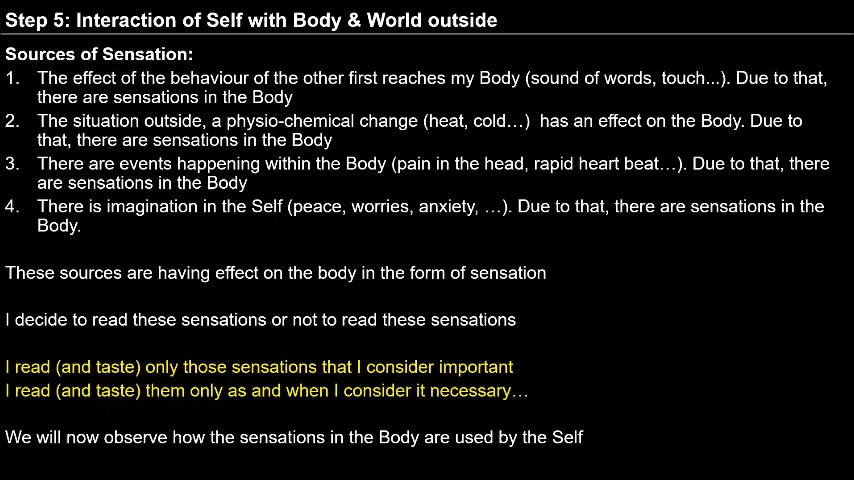 Step 5: Interaction of Self with Body & World outside
Sources of Sensation:
1. The effect of the behaviour of the other first reaches my Body (sound of words, touch...). Due to that,
there are sensations in the Body
2. The situation outside, a physio-chemical change (heat, cold…) has an effect on the Body. Due to
that, there are sensations in the Body
3. There are events happening within the Body (pain in the head, rapid heart beat…). Due to that, there
are sensations in the Body
4. There is imagination in the Self (peace, worries, anxiety, …). Due to that, there are sensations in the
Body.
These sources are having effect on the body in the form of sensation
I decide to read these sensations or not to read these sensations
I read (and taste) only those sensations that I consider important
I read (and taste) them only as and when I consider it necessary…
We will now observe how the sensations in the Body are used by the Self